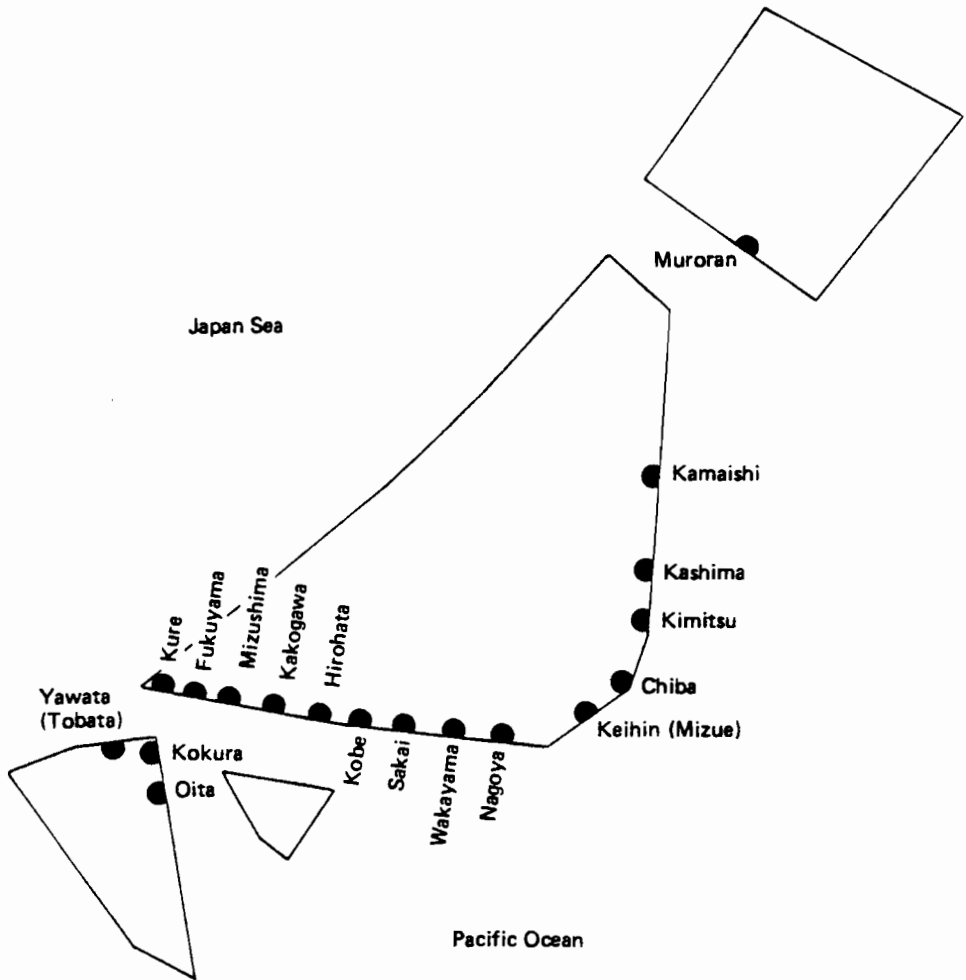 Muroran
Japan Sea
Kamaishi
Kashima
Kimitsu
Chiba
Keihin (Mizue)
Kure
Fukuyama
Mizushima
Kakogawa
Hirohata
Kobe
Sakai
Wakayama
Nagoya
Yawata
(Tobata)
Kokura
Oita
Pacific Ocean